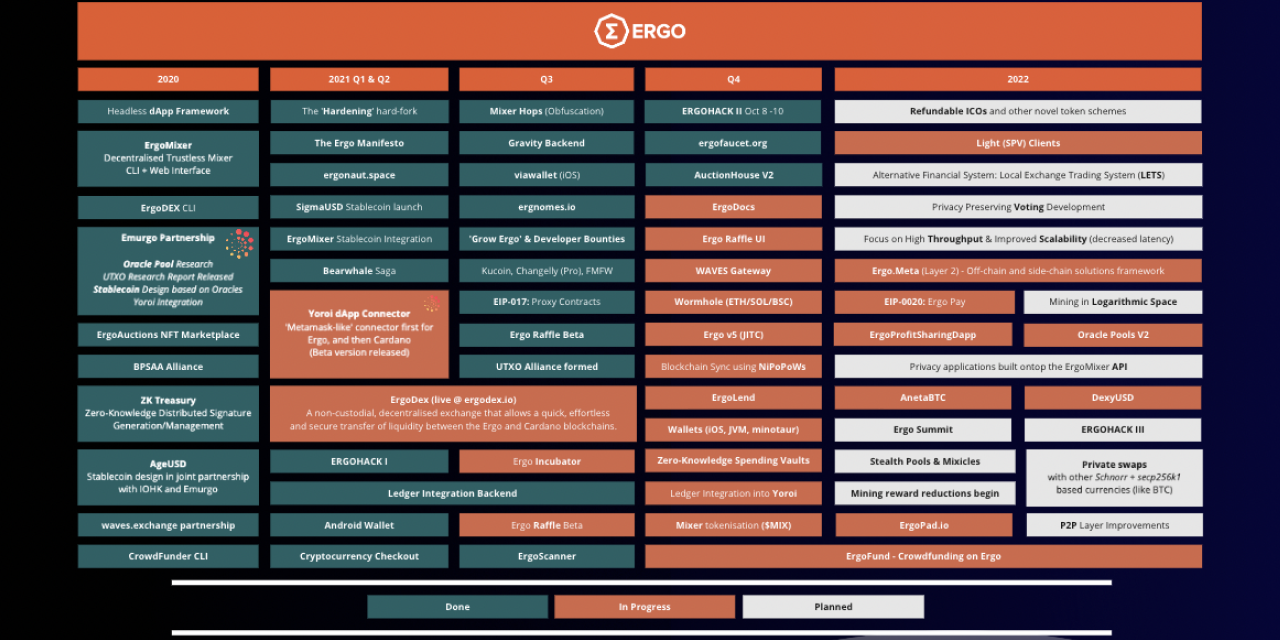 ERGO
2020
2021 Q1 & Q2
Q3
Q4
2022
Headless dApp Framework
ErgoMixer
Decentralised Trustless Mixer
CLI + Web Interface
ErgoDEX CLI
Emurgo Partnership
Oracle Pool Research
UTXO Research Report Released
Stablecoin Design based on Oracles
Yoroi Integration
ErgoAuctions NFT Marketplace
BPSAA Alliance
ZK Treasury
Zero-Knowledge Distributed Signature
Generation/Management
AgeUSD
Stablecoin design in joint partnership
with IOHK and Emurgo
waves.exchange partnership
CrowdFunder CLI
The 'Hardening' hard-fork
The Ergo Manifesto
ergonaut.space
SigmaUSD Stablecoin launch
ErgoMixer Stablecoin Integration
Bearwhale Saga
Yoroi dApp Connector
'Metamask-like' connector first for
Ergo, and then Cardano
(Beta version released)
ErgoDex (live @ ergodex.io)
A non-custodial, decentralised exchange that allows a quick, effortless
and secure transfer of liquidity between the Ergo and Cardano blockchains.
ERGOHACK I
Ledger Integration Backend
Android Wallet
Cryptocurrency Checkout
Mixer Hops (Obfuscation)
Gravity Backend
viawallet (iOS)
ergnomes.io
'Grow Ergo' & Developer Bounties
Kucoin, Changelly (Pro), FMFW
EIP-017: Proxy Contracts
Ergo Raffle Beta
UTXO Alliance formed
Ergo Incubator
Ergo Raffle Beta
ErgoScanner
ERGOHACK II Oct 8 -10
ergofaucet.org
AuctionHouse V2
ErgoDocs
Ergo Raffle UI
WAVES Gateway
Wormhole (ETH/SOL/BSC)
Ergo v5 (JITC)
Blockchain Sync using NiPoPoWs
ErgoLend
Wallets (iOS, JVM, minotaur)
Zero-Knowledge Spending Vaults
Ledger Integration into Yoroi
Mixer tokenisation ($MIX)
ErgoFund - Crowdfunding on Ergo
Refundable ICOs and other novel token schemes
Light (SPV) Clients
Alternative Financial System: Local Exchange Trading System (LETS)
Privacy Preserving Voting Development
Focus on High Throughput & Improved Scalability (decreased latency)
Ergo.Meta (Layer 2) - Off-chain and side-chain solutions framework
EIP-0020: Ergo Pay
Mining in Logarithmic Space
ErgoProfitSharingDapp
Oracle Pools V2
Privacy applications built ontop the ErgoMixer API
AnetaBTC
DexyUSD
Ergo Summit
ERGOHACK III
Stealth Pools & Mixicles
Private swaps
with other Schnorr + secp256k1
based currencies (like BTC)
Mining reward reductions begin
ErgoPad.io
P2P Layer Improvements
Done
In Progress
Planned